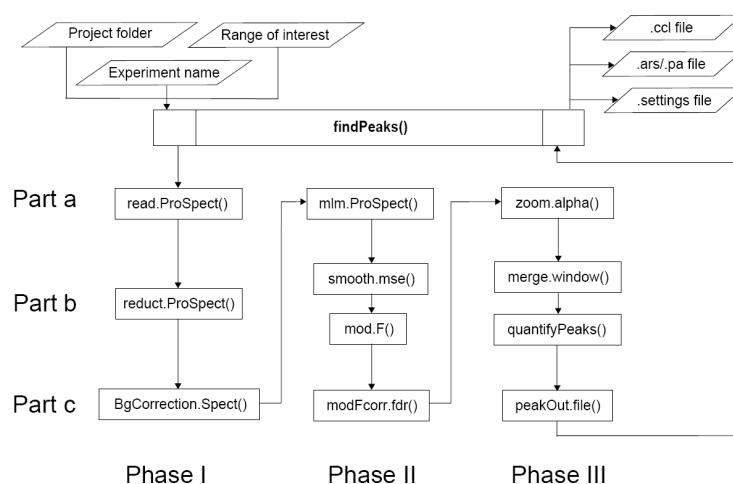 Project folder
Range of interest
.ccl file
Experiment name
.ars/.pa file
.settings file
findPeaks()
Part a
read.ProSpect()
mlm.ProSpect()
zoom.alpha()
smooth.mse()
merge.window()
Part b
reduct.ProSpect()
mod.F()
quantifyPeaks()
Part c
BgCorrection.Spect()
modFcorr.fdr()
peakOut.file()
Phase I
Phase II
Phase III